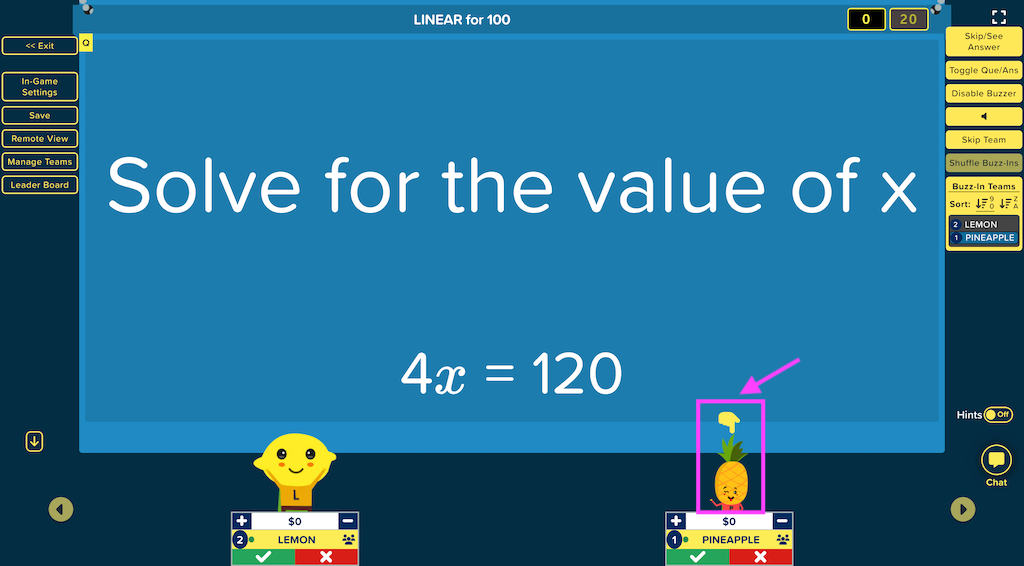 LINEAR for 100
0
20
<< Exit
Q
Skip/See
Answer
In-Game
Settings
Toggle Que/Ans
Disable Buzzer
Save
Remote View
Skip Team
Manage Teams
Shuffle Buzz-Ins
Leader Board
Buzz-In Teams
Sort: 9 0 Z A
2 LEMON
1 PINEAPPLE
Solve for the value of x
4x = 120
Hints Off
Chat
L
+ $0 −
2 LEMON
+ $0 −
1 PINEAPPLE